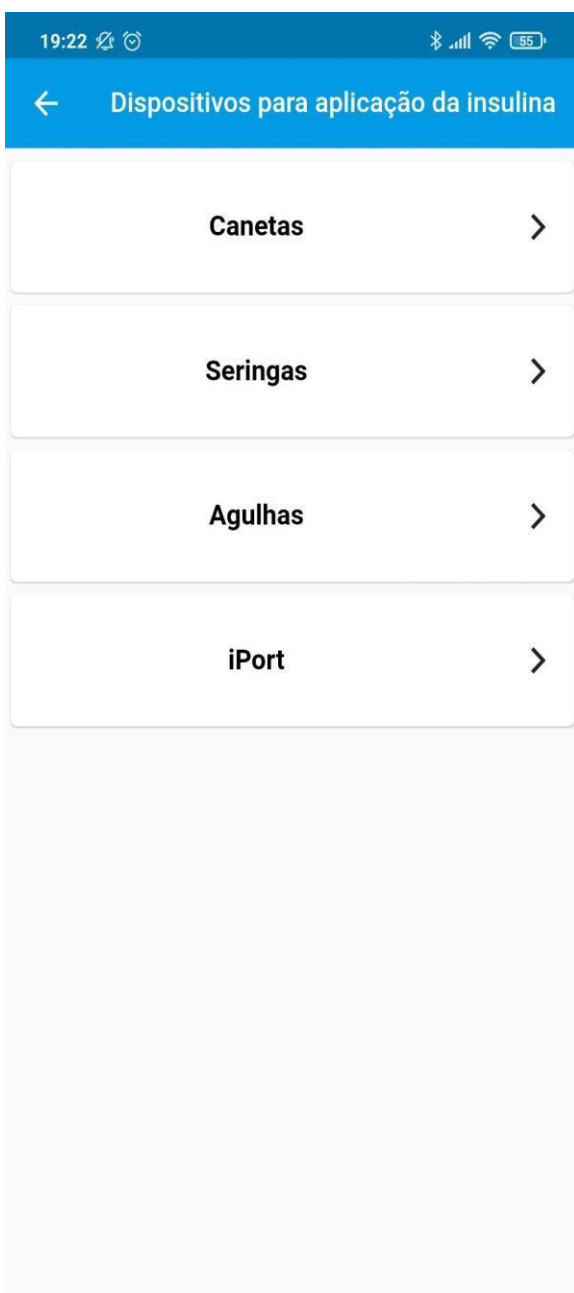 19:22
55
Dispositivos para aplicação da insulina
Canetas
Seringas
Agulhas
iPort